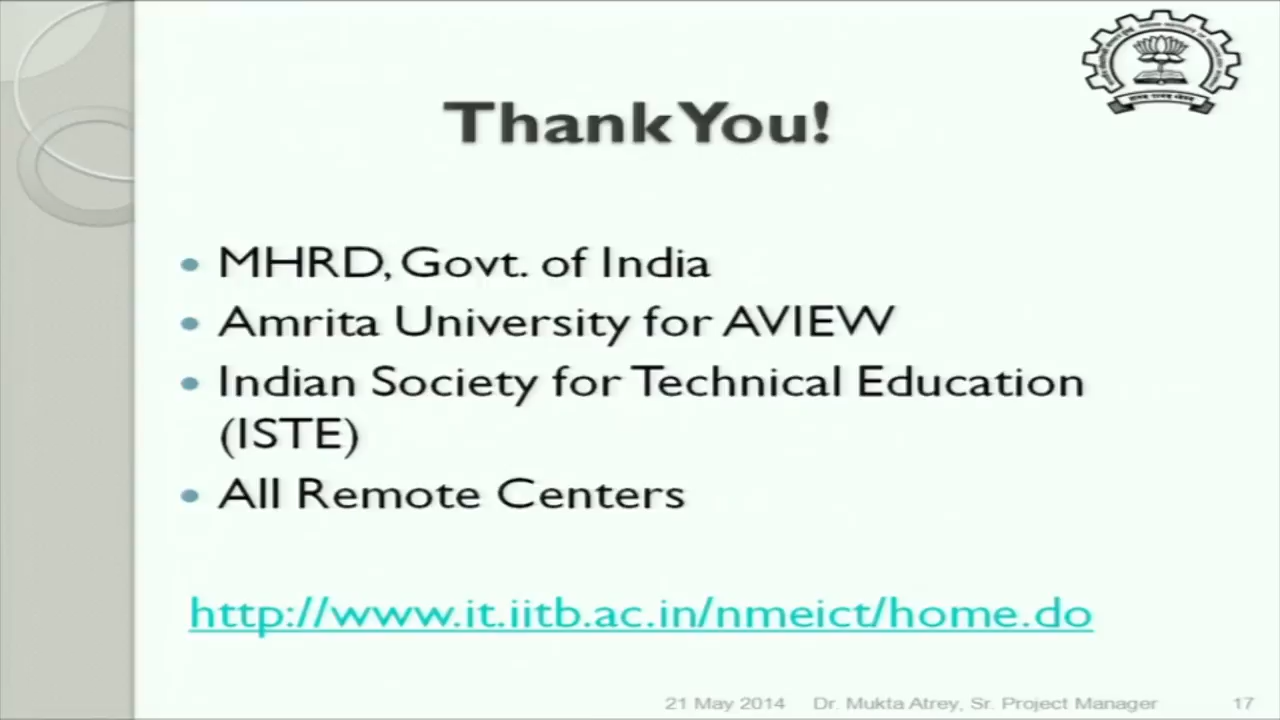 Thank You!
MHRD, Govt. of India
Amrita University for AVIEW
Indian Society for Technical Education
(ISTE)
All Remote Centers
http://www.it.iitb.ac.in/nmeict/home.do
21 May 2014 Dr. Mukta Atrey, Sr. Project Manager 17